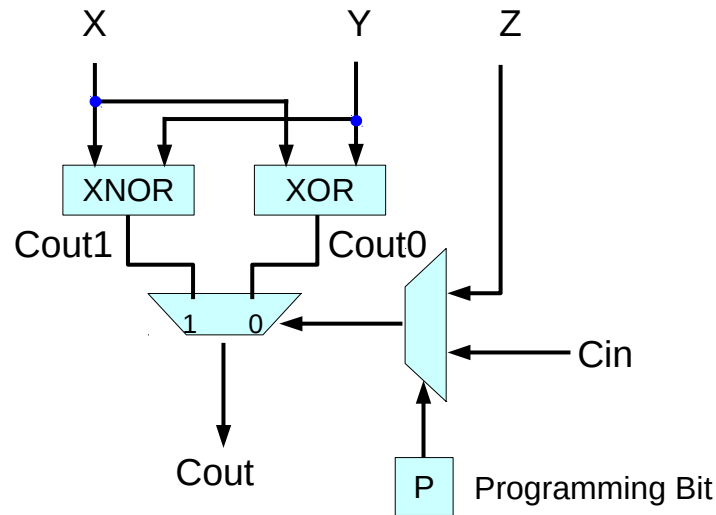 X Y Z
XNOR XOR
Cout1 Cout0
1 0
Cin
Cout
P Programming Bit